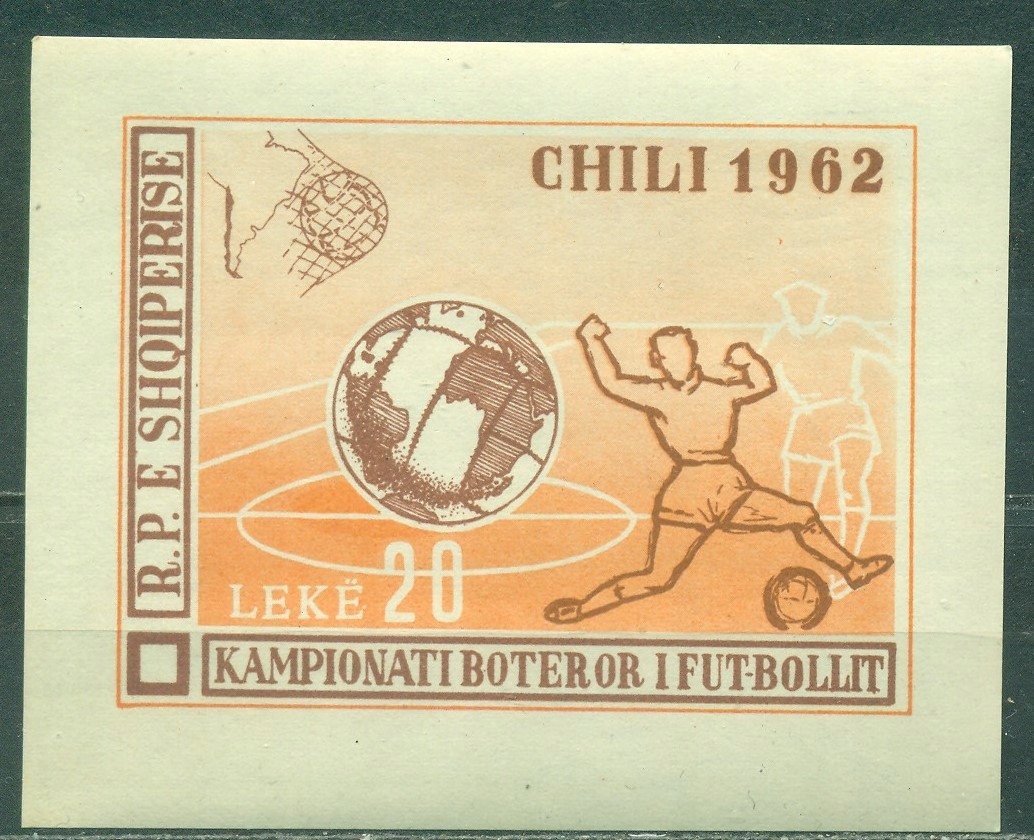 CHILI 1962
R.P. E SHQIPERISE
LEKË 20
KAMPIONATI BOTEROR I FUT-BOLLIT